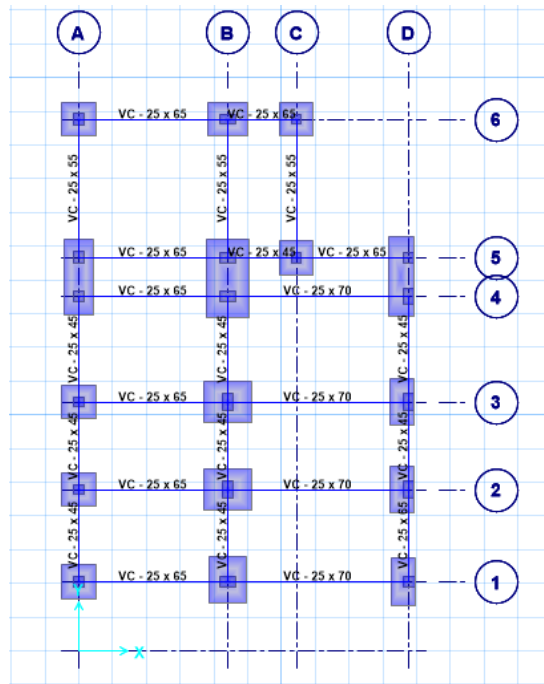 A B C D
VC - 25 x 65 VC - 25 x 65 6
VC - 25 x 55 VC - 25 x 55 VC - 25 x 55
VC - 25 x 65 VC - 25 x 45 VC - 25 x 65 5
VC - 25 x 65 VC - 25 x 70 4
VC - 25 x 45 VC - 25 x 45 VC - 25 x 45
VC - 25 x 65 VC - 25 x 70 3
VC - 25 x 45 VC - 25 x 45 VC - 25 x 45
VC - 25 x 65 VC - 25 x 70 2
VC - 25 x 45 VC - 25 x 45 VC - 25 x 65
VC - 25 x 65 VC - 25 x 70 1
X